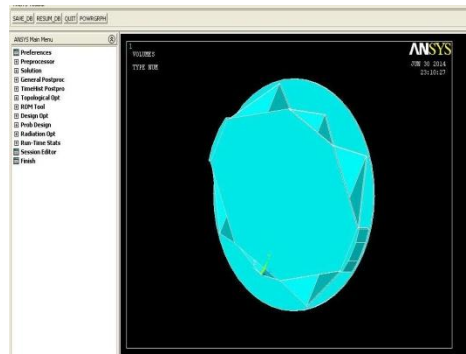 SAVE_DB RESUM_DB QUIT POWRGRPH
ANSYS Main Menu
Preferences
Preprocessor
Solution
General Postproc
TimeHist Postpro
Topological Opt
ROM Tool
Design Opt
Prob Design
Radiation Opt
Run-Time Stats
Session Editor
Finish
1
VOLUMES
TYPE NUM
ANSYS
JUN 30 2014
23:10:27